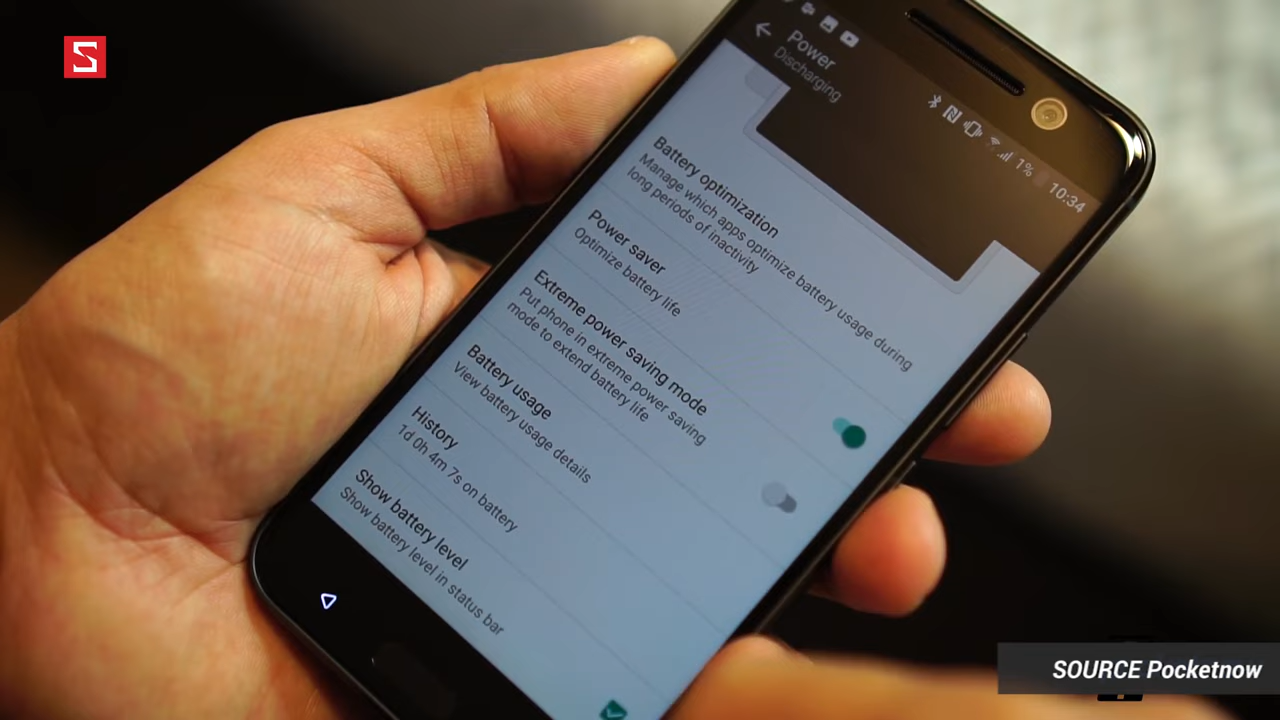 S
Power
Discharging
1%
10:34
Battery optimization
Manage which apps optimize battery usage during
long periods of inactivity
Power saver
Optimize battery life
Extreme power saving mode
Put phone in extreme power saving
mode to extend battery life
Battery usage
View battery usage details
History
1d 0h 4m 7s on battery
Show battery level
Show battery level in status bar
SOURCE Pocketnow